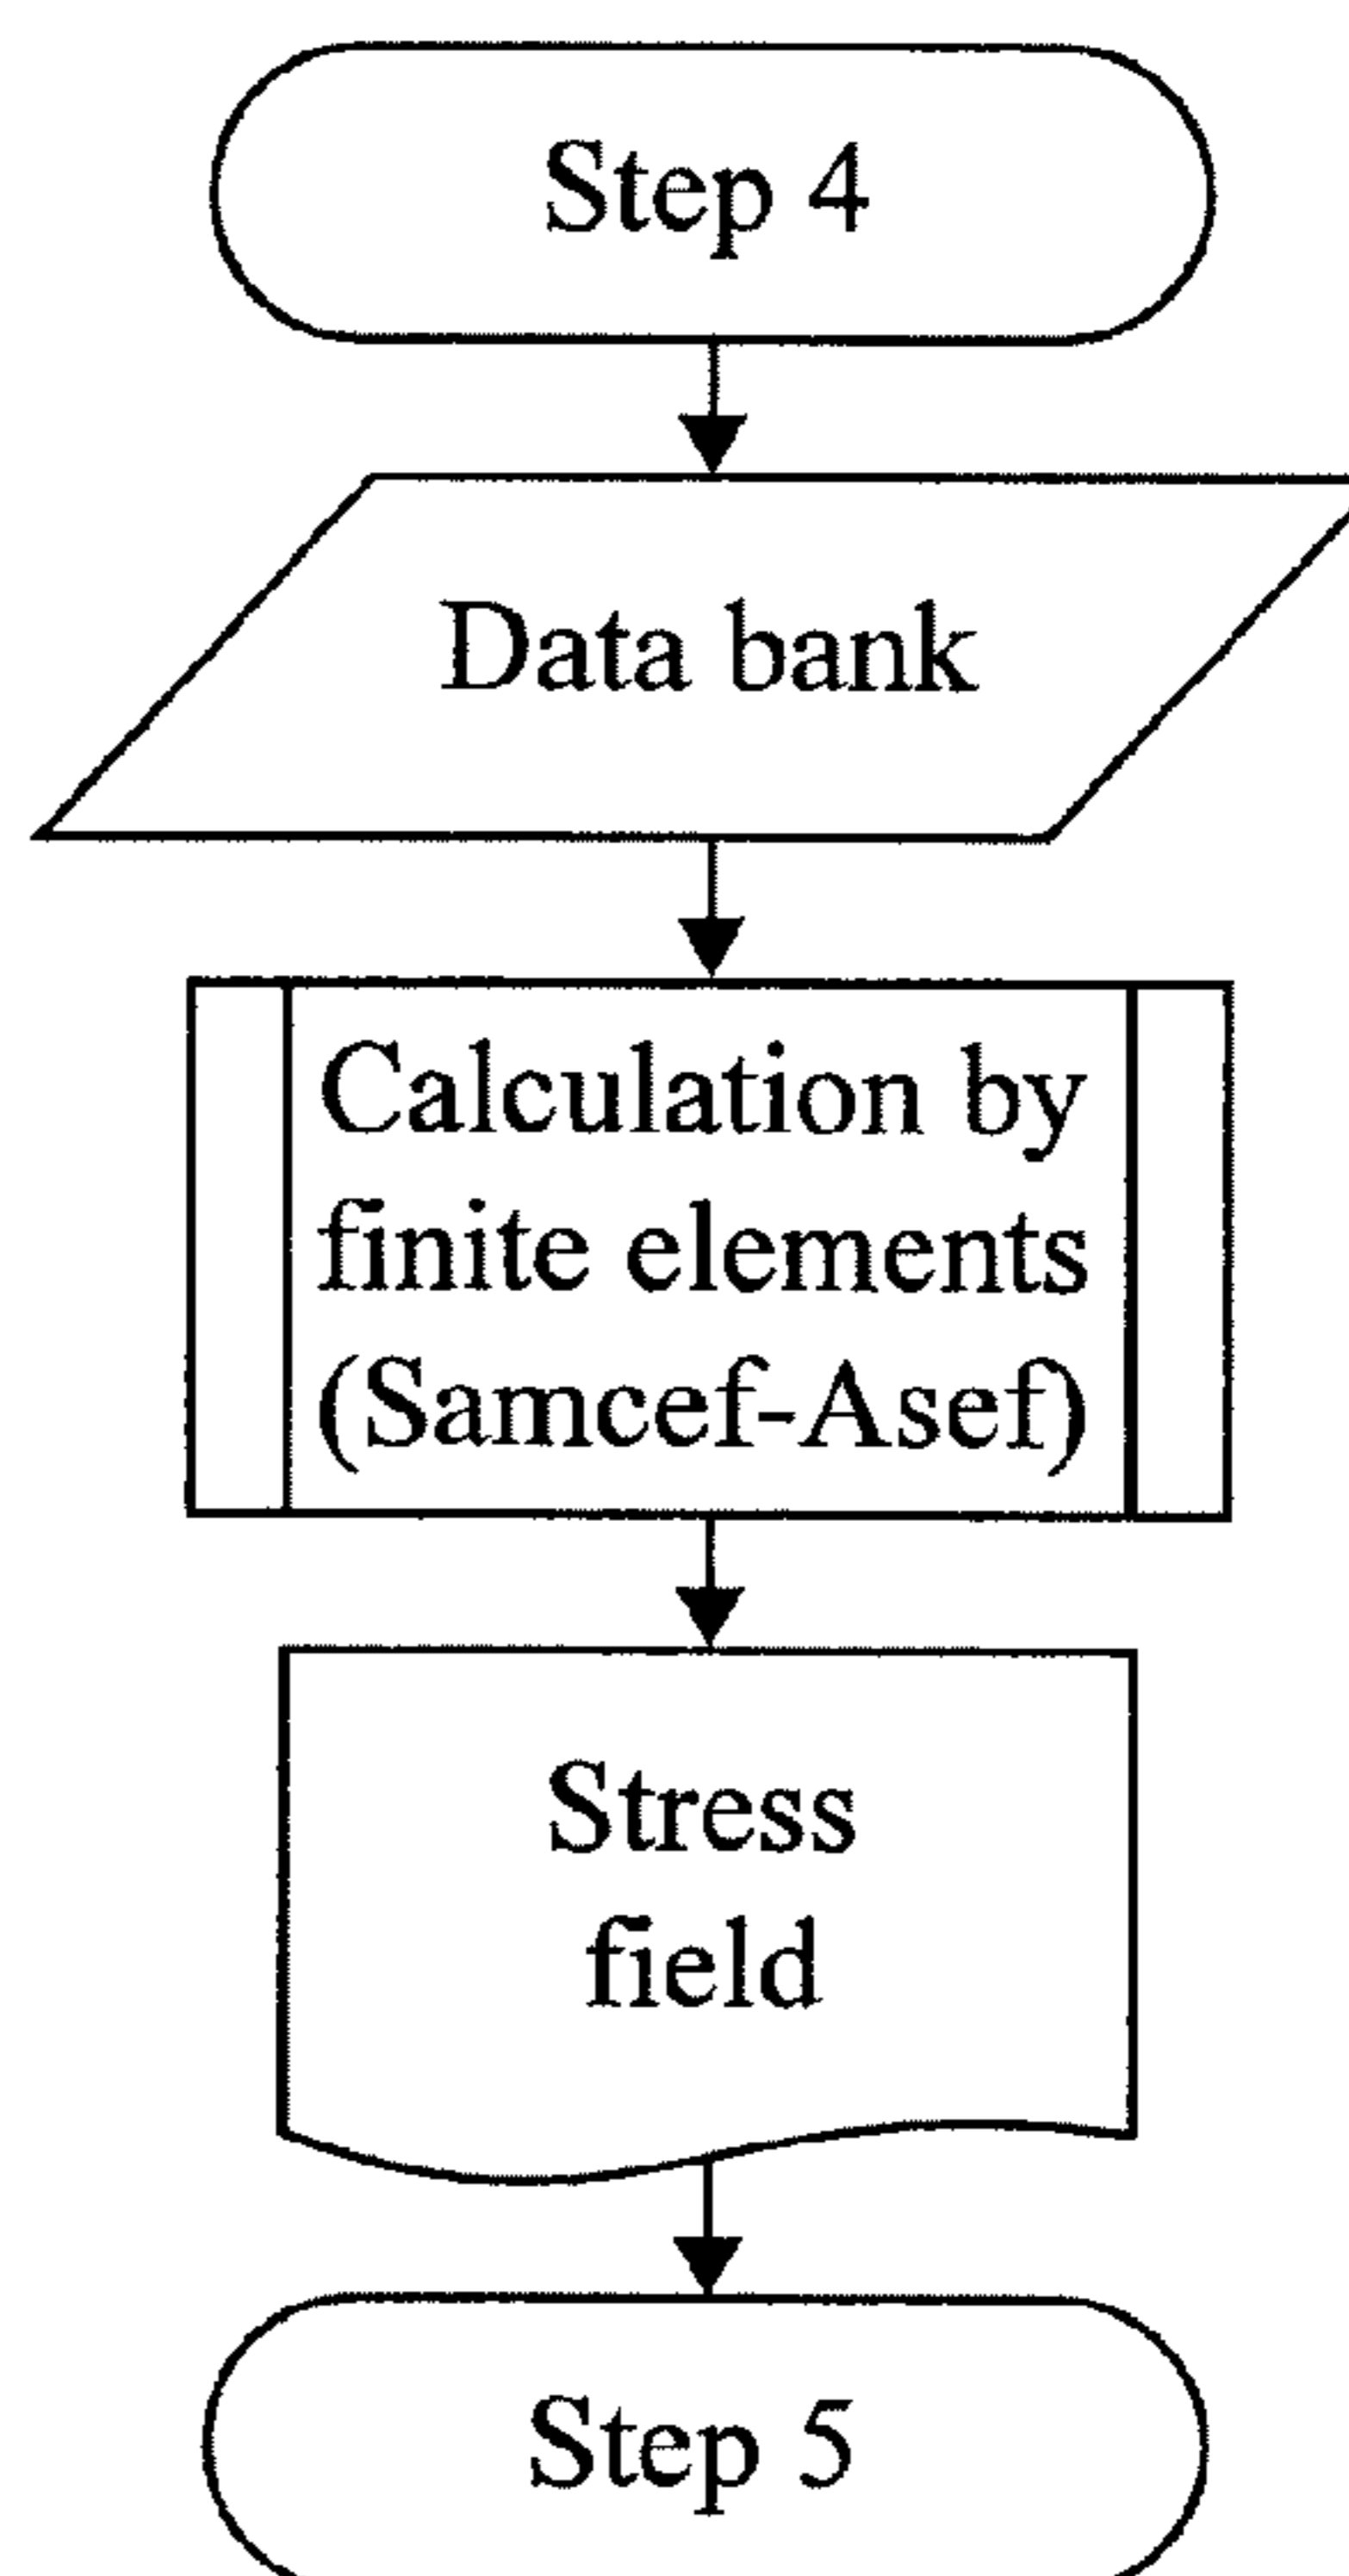 Step 4
Data bank
Calculation by
finite elements
(Samcef-Asef)
Stress
field
Step 5